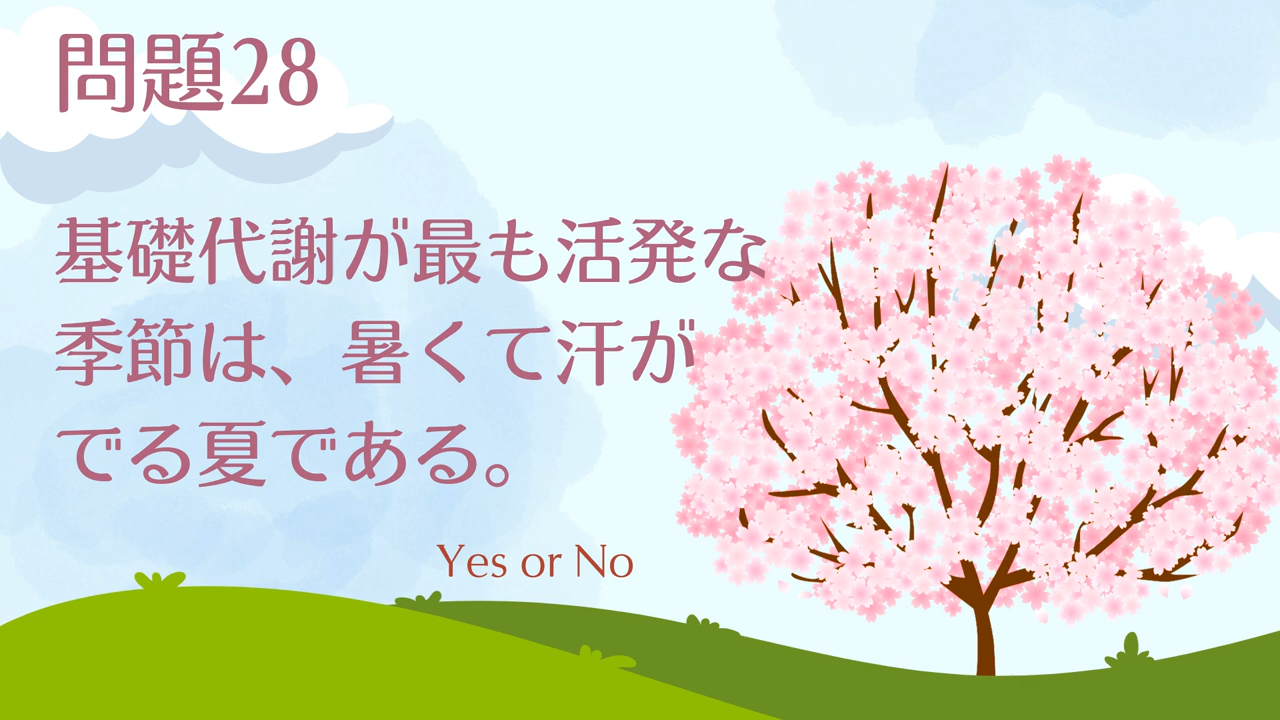 問題28
基礎代謝が最も活発な
季節は、暑くて汗が
でる夏である。
Yes or No